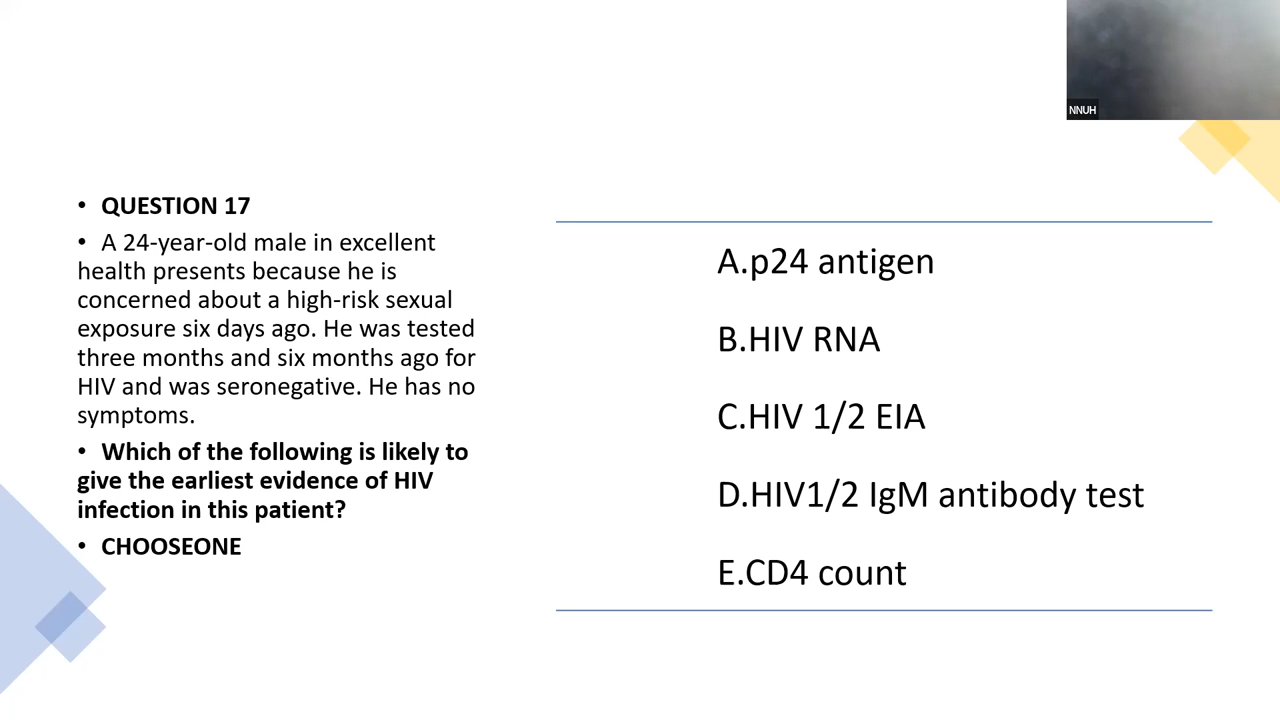 NNUH
• QUESTION 17
• A 24-year-old male in excellent
health presents because he is
concerned about a high-risk sexual
exposure six days ago. He was tested
three months and six months ago for
HIV and was seronegative. He has no
symptoms.
• Which of the following is likely to
give the earliest evidence of HIV
infection in this patient?
• CHOOSEONE
A.p24 antigen
B.HIV RNA
C.HIV 1/2 EIA
D.HIV1/2 IgM antibody test
E.CD4 count